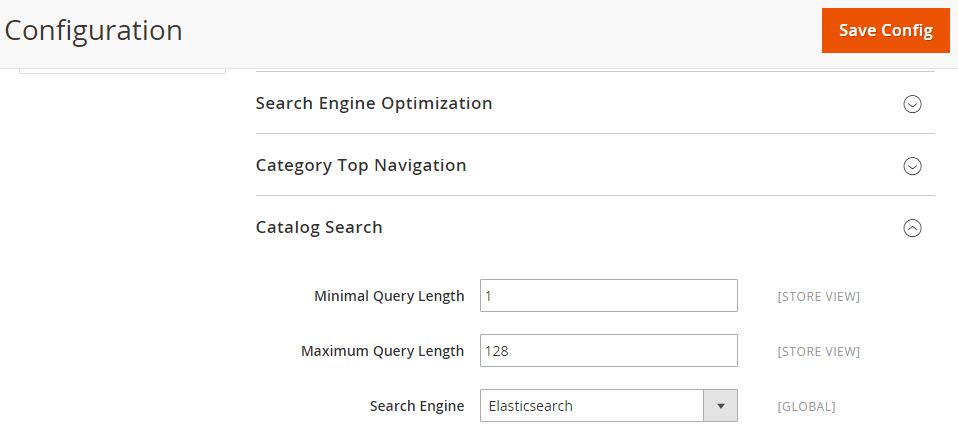 Configuration
Save Config
Search Engine Optimization
Category Top Navigation
Catalog Search
Minimal Query Length 1 [STORE VIEW]
Maximum Query Length 128 [STORE VIEW]
Search Engine Elasticsearch [GLOBAL]